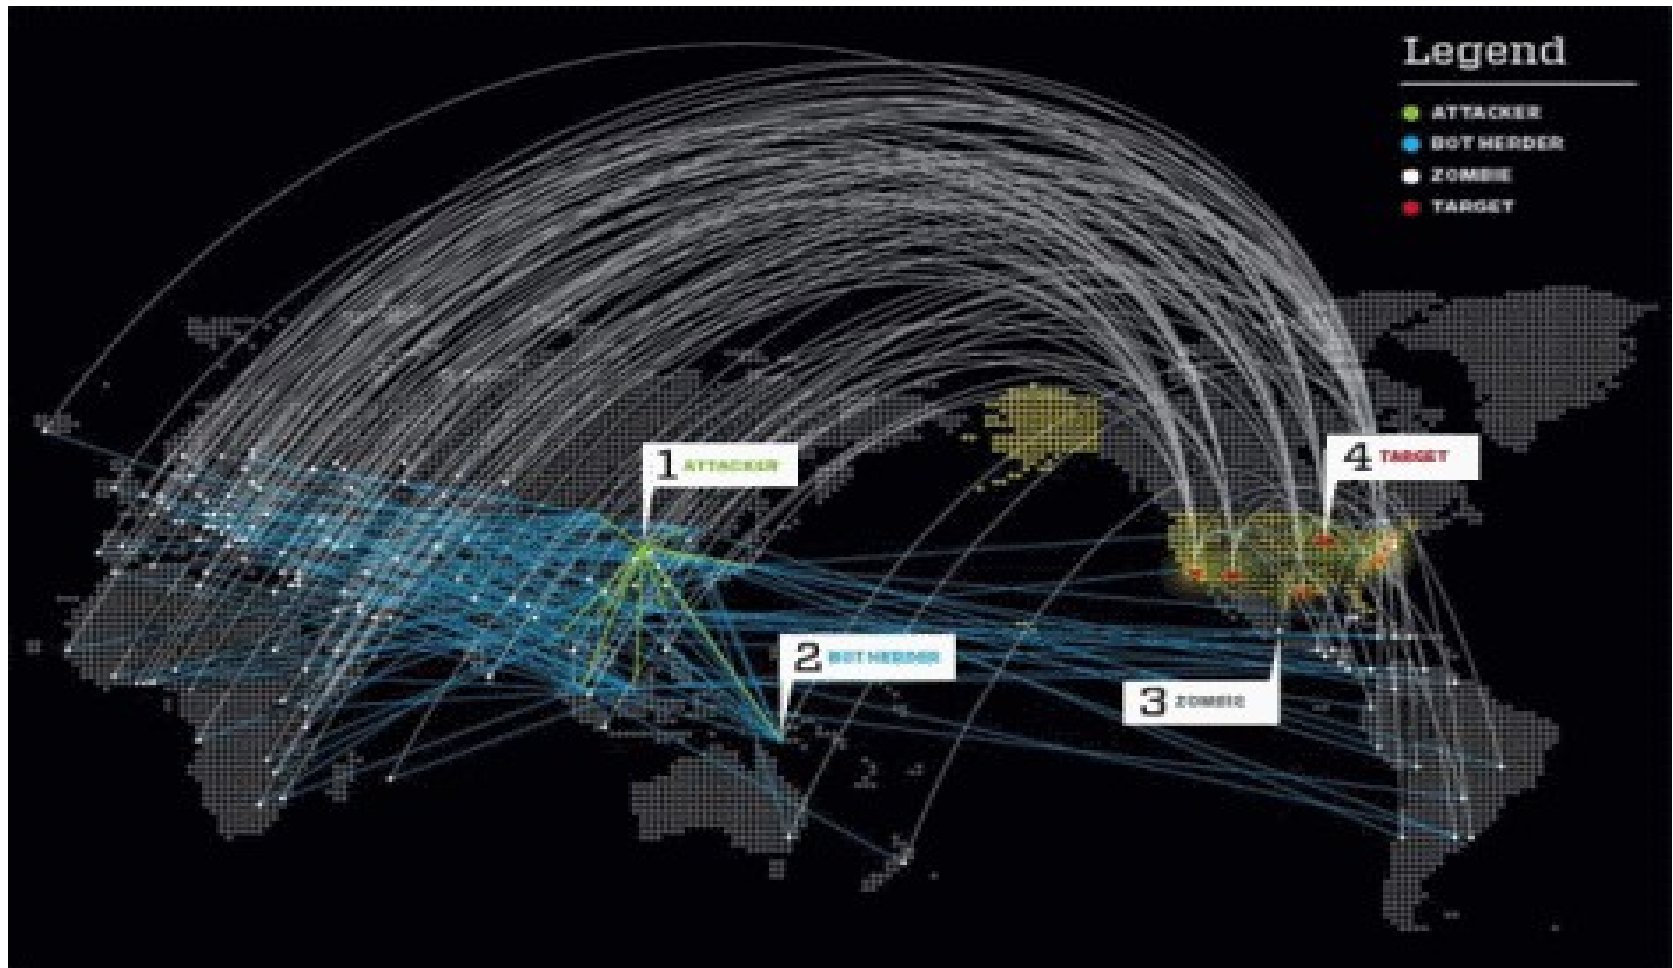 Legend
ATTACKER
BOT HERDER
ZOMBIE
TARGET
1 ATTACKER
4 TARGET
2 BOT HERDER
3 ZOMBIE